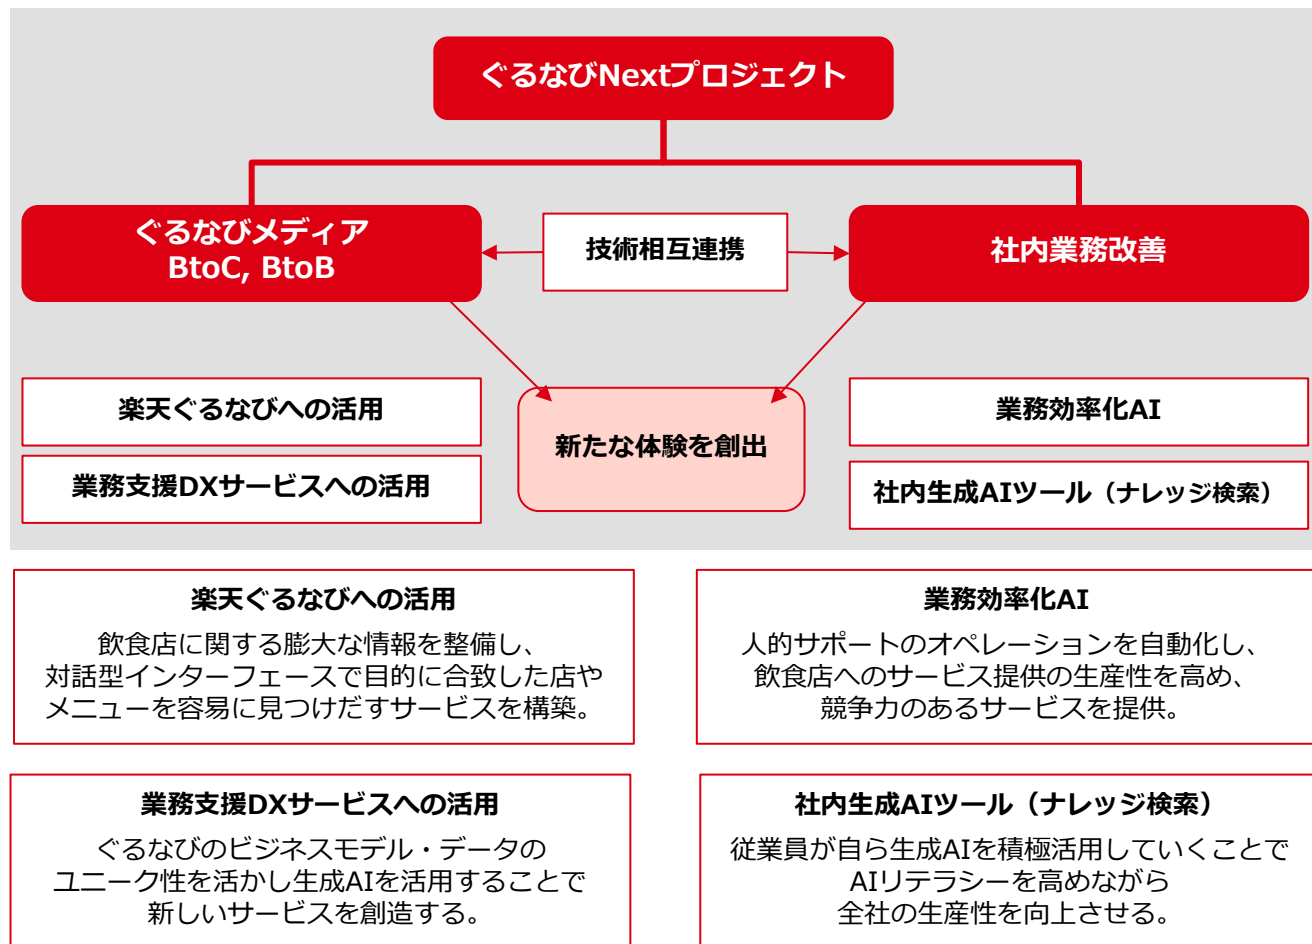 ぐるなびNextプロジェクト
ぐるなびメディア
BtoC, BtoB
技術相互連携
社内業務改善
楽天ぐるなびへの活用
業務支援DXサービスへの活用
新たな体験を創出
業務効率化AI
社内生成AIツール（ナレッジ検索）
楽天ぐるなびへの活用
飲食店に関する膨大な情報を整備し、
対話型インターフェースで目的に合致した店や
メニューを容易に見つけだすサービスを構築。
業務効率化AI
人的サポートのオペレーションを自動化し、
飲食店へのサービス提供の生産性を高め、
競争力のあるサービスを提供。
業務支援DXサービスへの活用
ぐるなびのビジネスモデル・データの
ユニーク性を活かし生成AIを活用することで
新しいサービスを創造する。
社内生成AIツール（ナレッジ検索）
従業員が自ら生成AIを積極活用していくことで
AIリテラシーを高めながら
全社の生産性を向上させる。